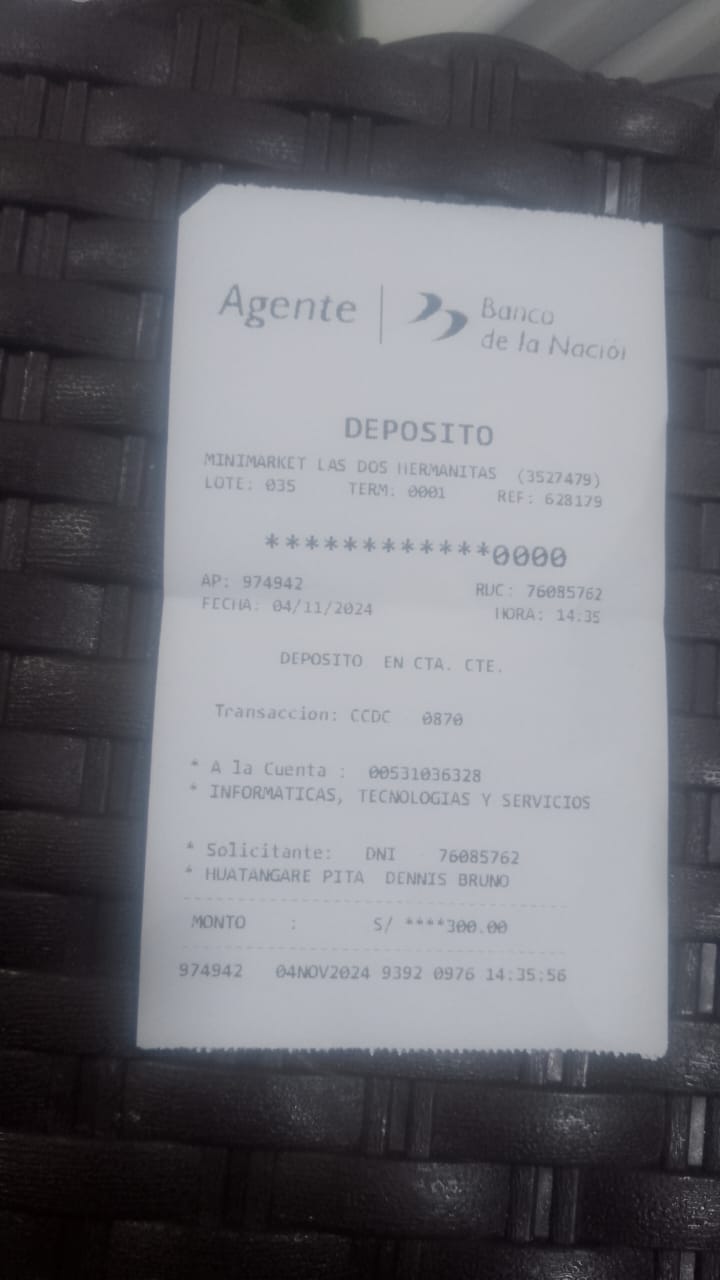 Agente
Banco
de la Nación
DEPOSITO
MINIMARKET LAS DOS HERMANITAS (3527479)
LOTE: 035 TERM: 0001 REF: 628179
************0000
AP: 974942 RUC: 76085762
FECHA: 04/11/2024 HORA: 14:35
DEPOSITO EN CTA. CTE.
Transaccion: CCDC 0870
* A la Cuenta : 00531036328
* INFORMATICAS, TECNOLOGIAS Y SERVICIOS
* Solicitante: DNI 76085762
* HUATANGARE PITA DENNIS BRUNO
MONTO : S/ ****300.00
974942 04NOV2024 9392 0976 14:35:56